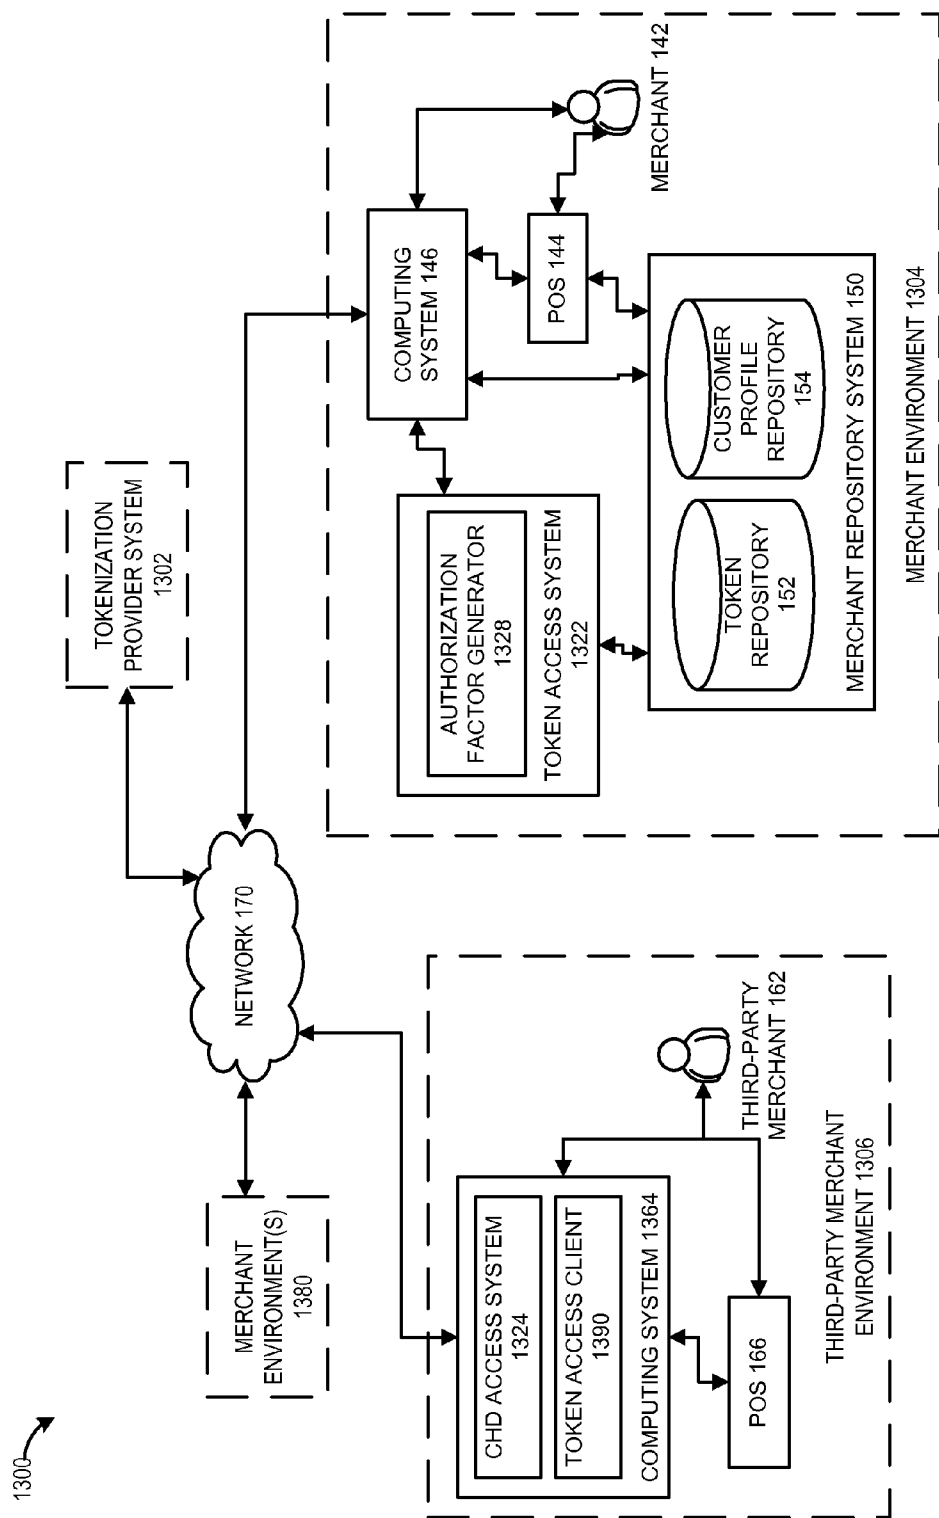 1300
MERCHANT
ENVIRONMENT(S)
1380
NETWORK 170
TOKENIZATION
PROVIDER SYSTEM
1302
CHD ACCESS SYSTEM
1324
TOKEN ACCESS CLIENT
1390
COMPUTING SYSTEM 1364
POS 166
THIRD-PARTY
MERCHANT 162
THIRD-PARTY MERCHANT
ENVIRONMENT 1306
COMPUTING
SYSTEM 146
POS 144
MERCHANT 142
AUTHORIZATION
FACTOR GENERATOR
1328
TOKEN ACCESS SYSTEM
1322
TOKEN
REPOSITORY
152
CUSTOMER
PROFILE
REPOSITORY
154
MERCHANT REPOSITORY SYSTEM 150
MERCHANT ENVIRONMENT 1304